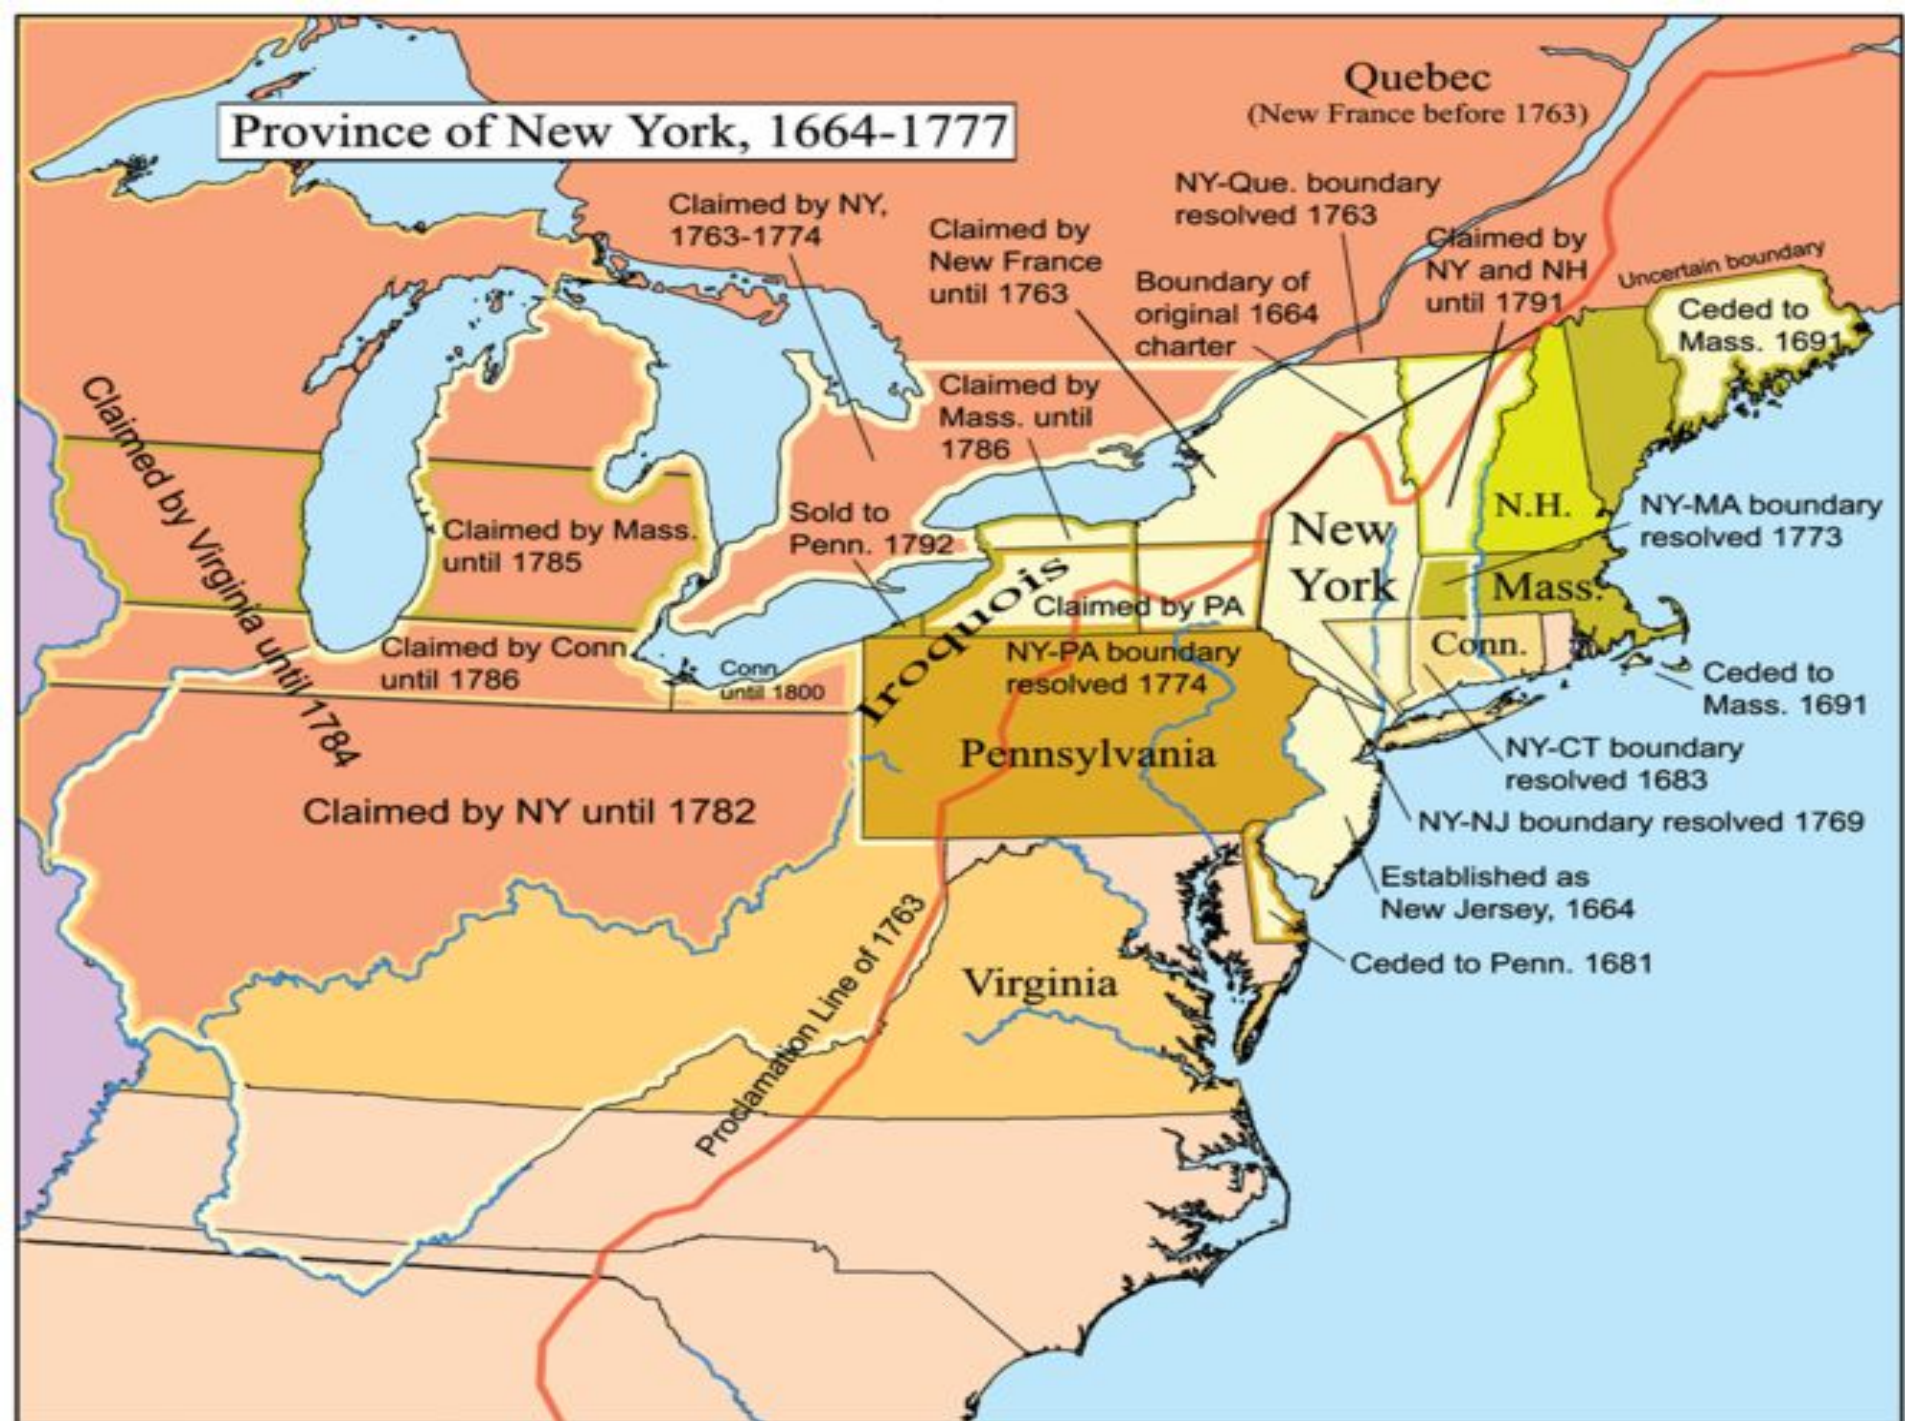 Quebec
(New France before 1763)
Province of New York, 1664-1777
NY-Que. boundary
resolved 1763
Claimed by NY,
1763-1774
Claimed by
New France
until 1763
Claimed by
NY and NH
until 1791
Uncertain boundary
Boundary of
original 1664
charter
Ceded to
Mass. 1691
Claimed by
Mass. until
1786
Claimed by Virginia until 1784
Claimed by Mass.
until 1785
Sold to
Penn. 1792
New
York
N.H.
NY-MA boundary
resolved 1773
Mass.
Iroquois
Claimed by PA
Claimed by Conn.
until 1786
Conn.
until 1800
NY-PA boundary
resolved 1774
Conn.
Ceded to
Mass. 1691
Pennsylvania
NY-CT boundary
resolved 1683
Claimed by NY until 1782
NY-NJ boundary resolved 1769
Established as
New Jersey, 1664
Proclamation Line of 1763
Virginia
Ceded to Penn. 1681